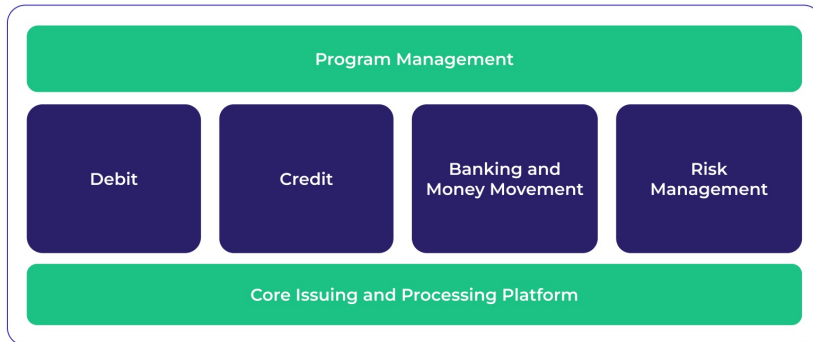 Program Management
Debit
Credit
Banking and
Money Movement
Risk
Management
Core Issuing and Processing Platform